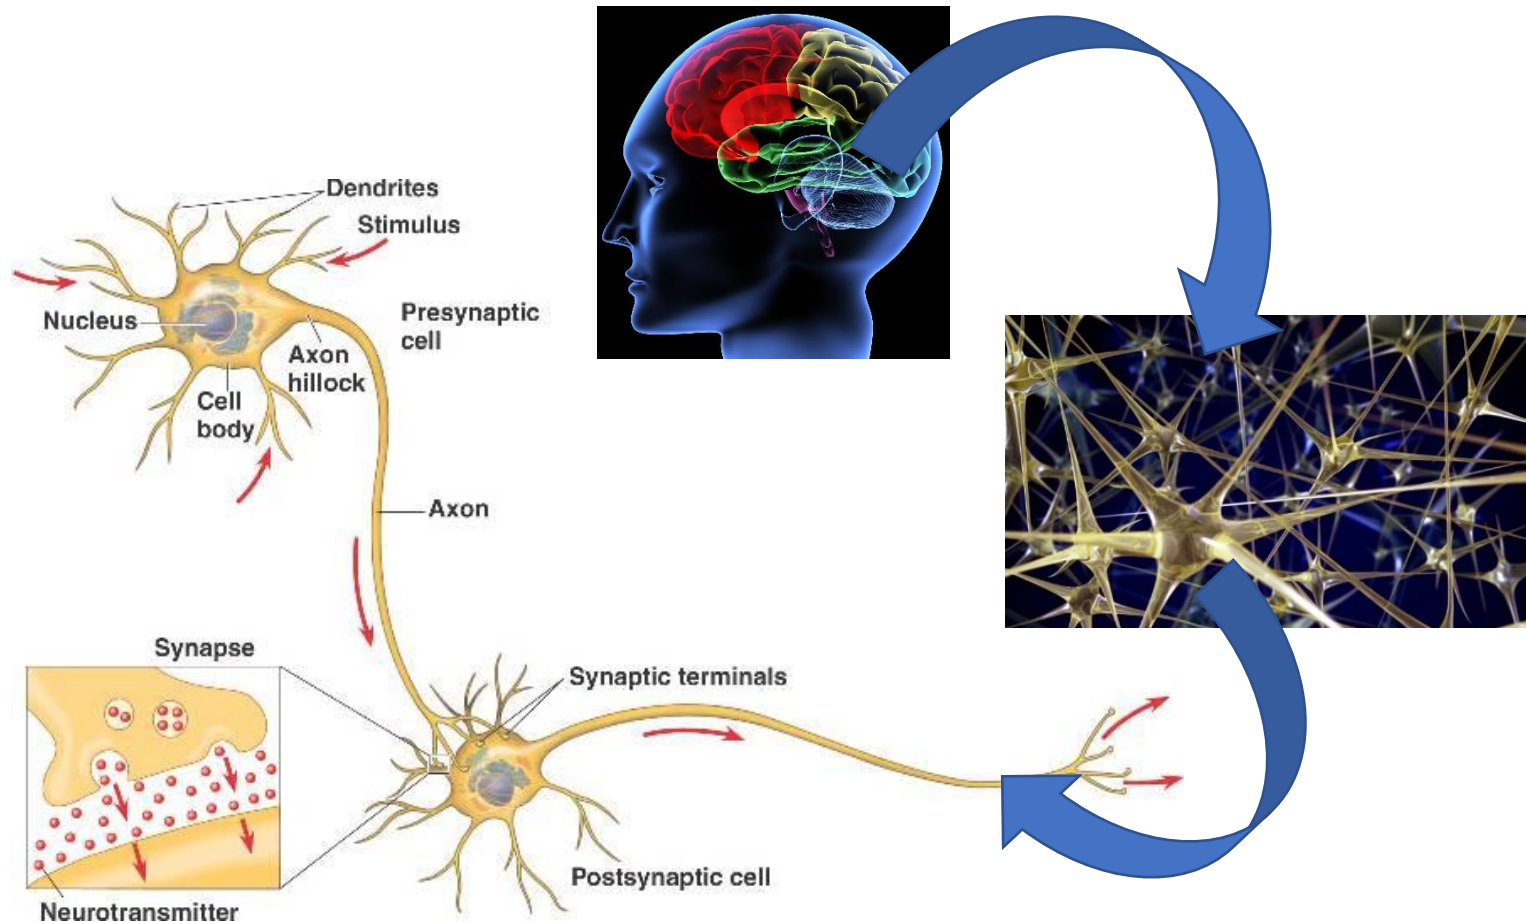 Dendrites
Stimulus
Nucleus
Presynaptic
cell
Axon
hillock
Cell
body
Axon
Synapse
Synaptic terminals
Postsynaptic cell
Neurotransmitter